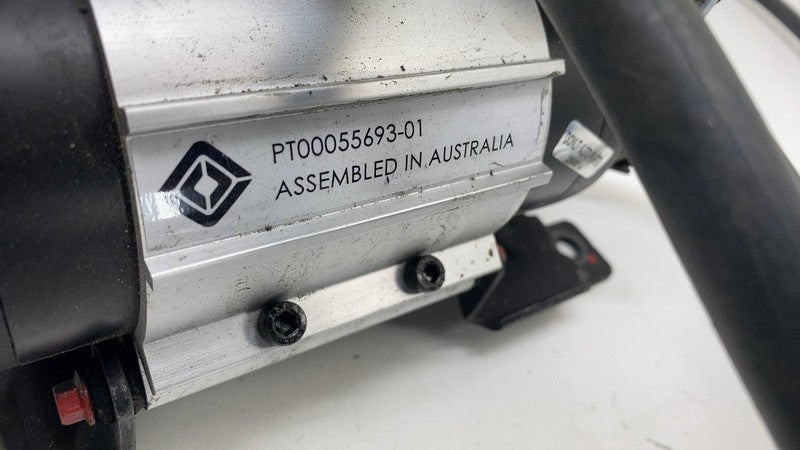 PT00055693-01
ASSEMBLED IN AUSTRALIA